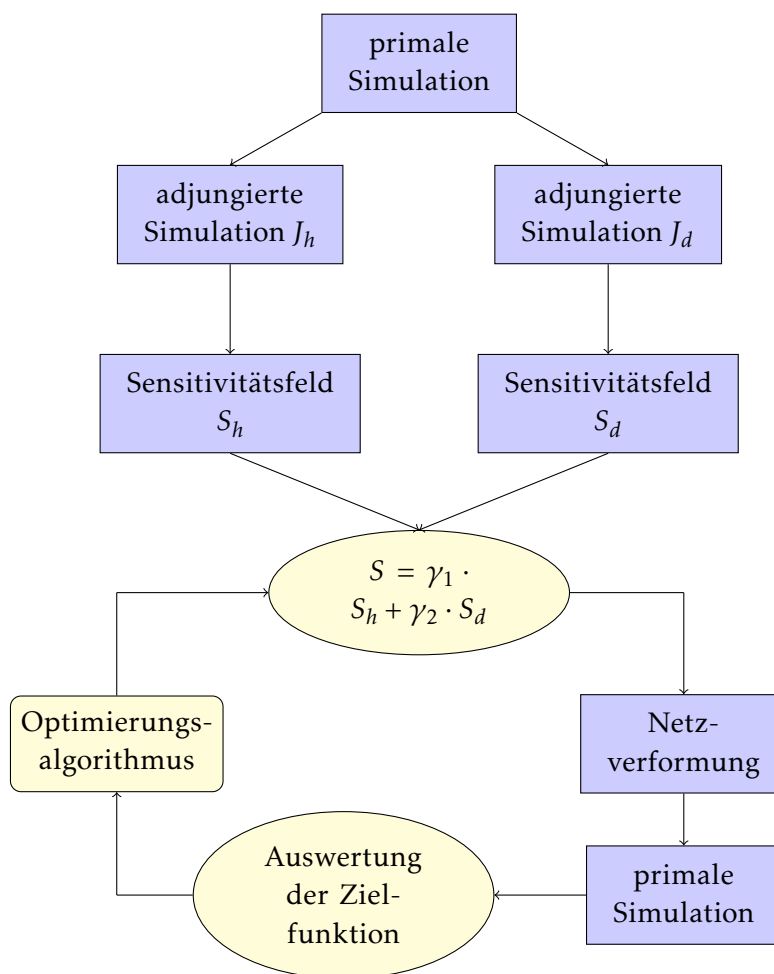 primale
Simulation
adjungierte
Simulation J_h
adjungierte
Simulation J_d
Sensitivitätsfeld
S_h
Sensitivitätsfeld
S_d
S = γ_1 ·
S_h + γ_2 · S_d
Optimierungs-
algorithmus
Netz-
verformung
Auswertung
der Ziel-
funktion
primale
Simulation